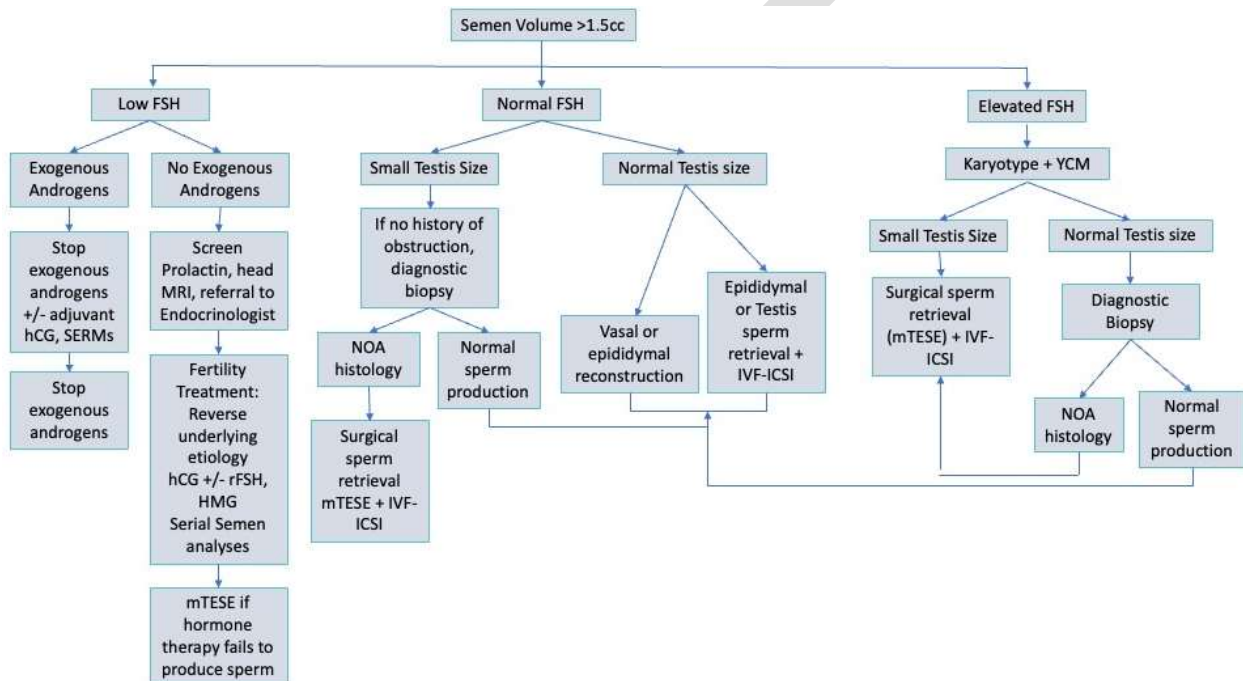 Semen Volume >1.5cc
Low FSH
Normal FSH
Elevated FSH
Exogenous
Androgens
No Exogenous
Androgens
Small Testis Size
Normal Testis size
Karyotype + YCM
Stop
exogenous
androgens
+/- adjuvant
hCG, SERMs
Screen
Prolactin, head
MRI, referral to
Endocrinologist
If no history of
obstruction,
diagnostic
biopsy
Small Testis Size
Normal Testis size
Vasal or
epididymal
reconstruction
Epididymal
or Testis
sperm
retrieval +
IVF-ICSI
Surgical sperm
retrieval
(mTESE) + IVF-
ICSI
Diagnostic
Biopsy
Stop
exogenous
androgens
Fertility
Treatment:
Reverse
underlying
etiology
hCG +/- rFSH,
HMG
Serial Semen
analyses
NOA
histology
Normal
sperm
production
NOA
histology
Normal
sperm
production
Surgical
sperm
retrieval
mTESE + IVF-
ICSI
mTESE if
hormone
therapy fails to
produce sperm